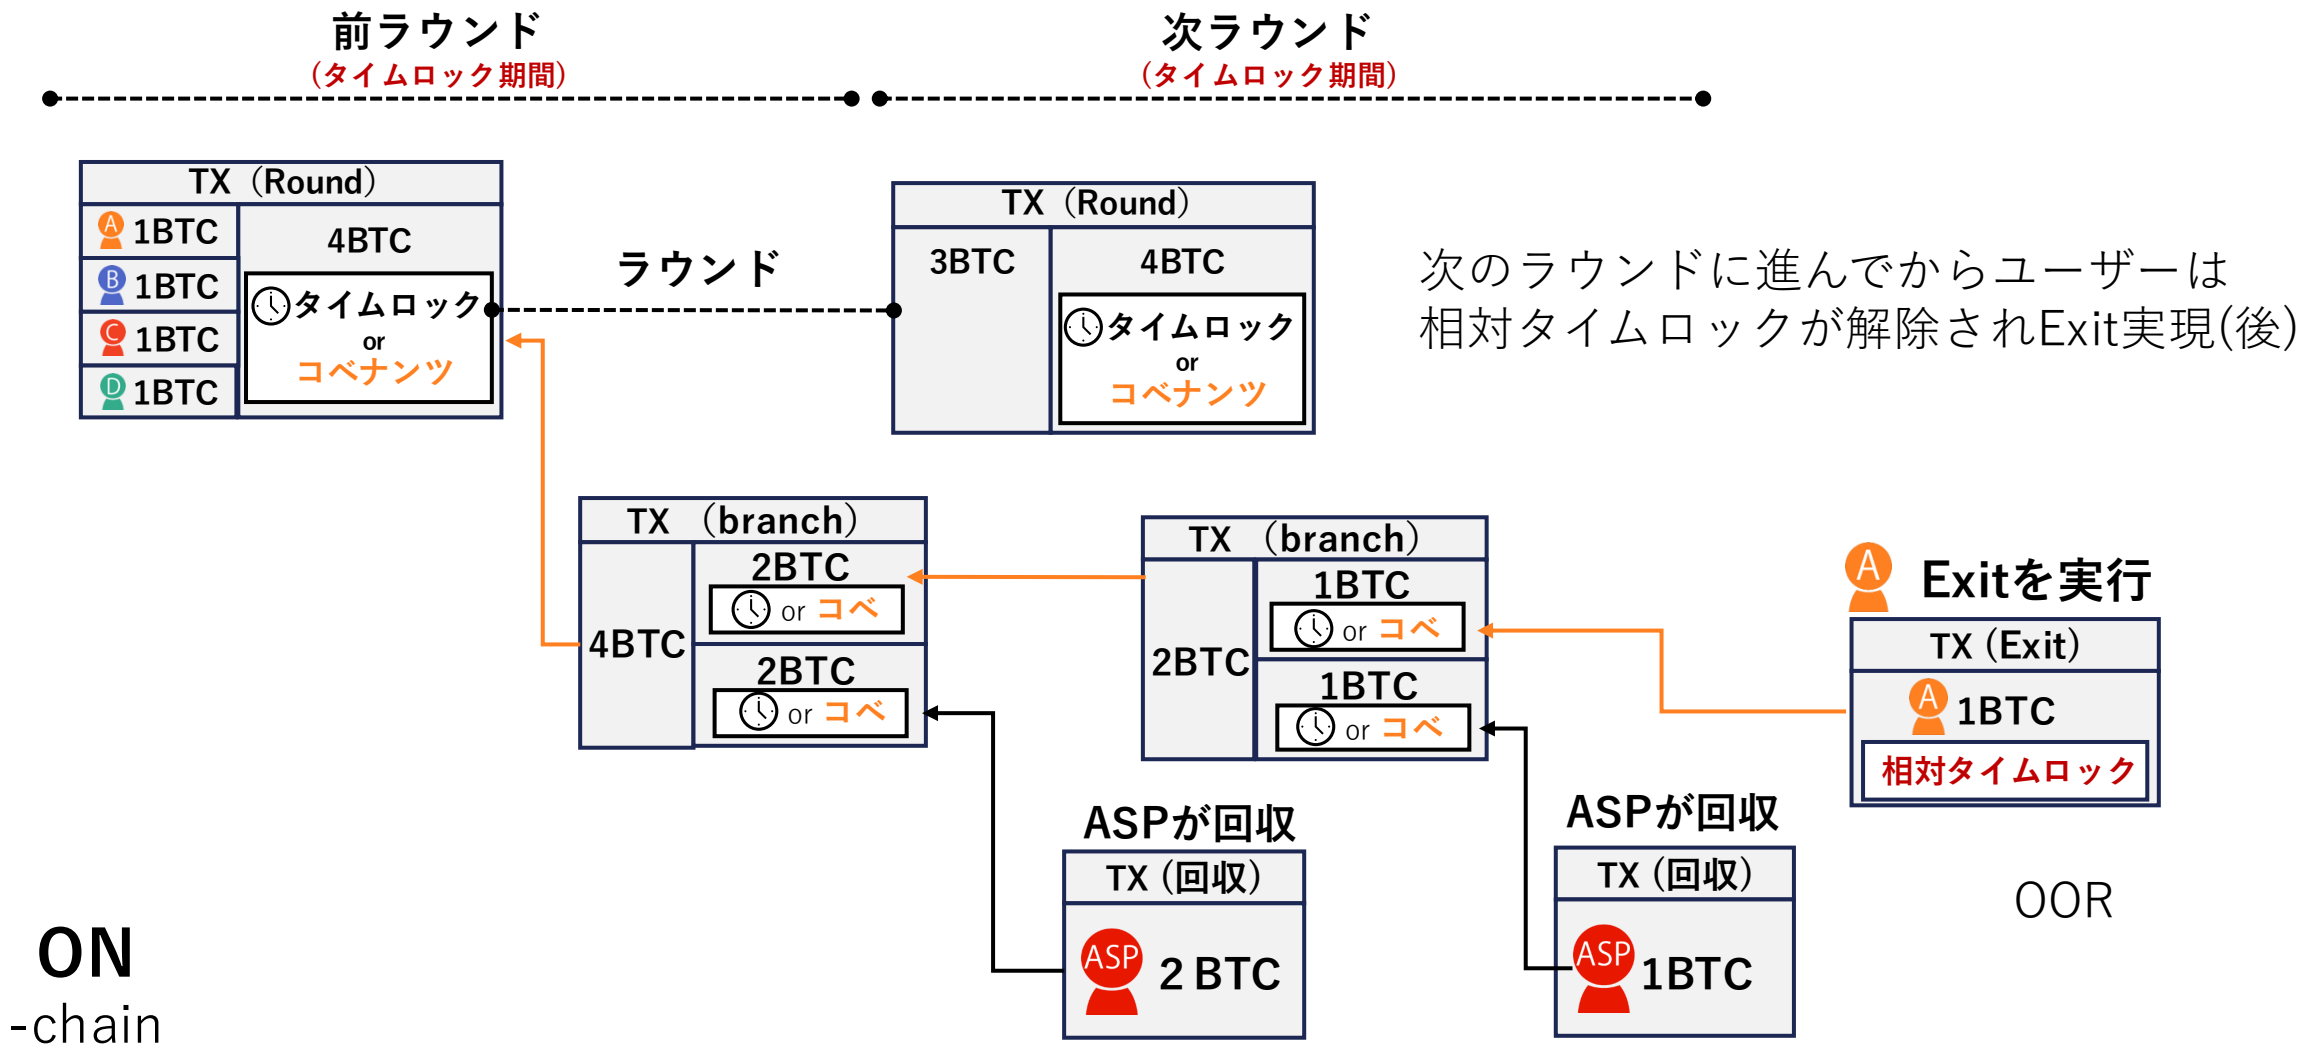 前ラウンド
(タイムロック期間)
次ラウンド
(タイムロック期間)
TX（Round）
A 1BTC
B 1BTC
C 1BTC
D 1BTC
4BTC
タイムロック
or
コベナンツ
ラウンド
TX（Round）
3BTC
4BTC
タイムロック
or
コベナンツ
次のラウンドに進んでからユーザーは
相対タイムロックが解除されExit実現(後)
TX （branch）
4BTC
2BTC
or コベ
2BTC
or コベ
TX （branch）
2BTC
1BTC
or コベ
1BTC
or コベ
A Exitを実行
TX (Exit)
A 1BTC
相対タイムロック
ASPが回収
TX (回収)
ASP 2 BTC
ASPが回収
TX (回収)
ASP 1BTC
OOR
ON
-chain